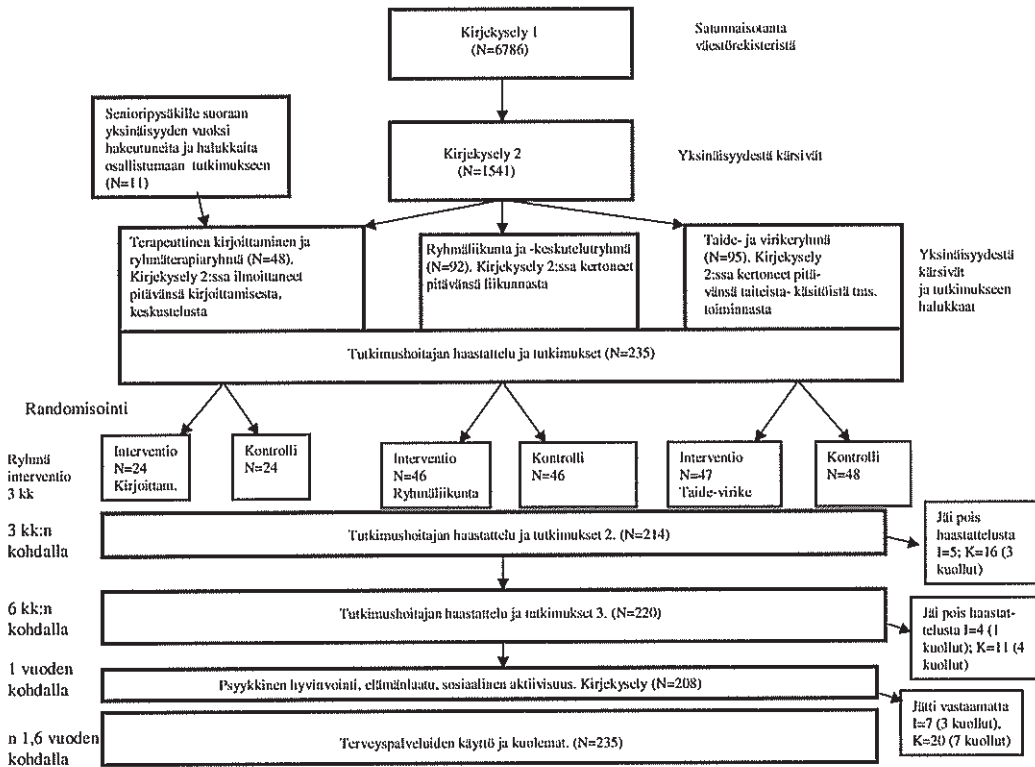 Kirjekysely 1
(N=6786)
Satunnaisotanta
väestörekisteristä
Senioripysäkille suoraan
yksinäisyyden vuoksi
hakeutuneita ja halukkaita
osallistumaan tutkimukseen
(N=11)
Kirjekysely 2
(N=1541)
Yksinäisyydestä kärsivät
Terapeuttinen kirjoittaminen ja
ryhmäterapiaryhmä (N=48).
Kirjekysely 2:ssa ilmoittaneet
pitävänsä kirjoittamisesta,
keskustelusta
Ryhmäliikunta ja -keskutelutryhmä
(N=92). Kirjekysely 2:ssa kertoneet
pitävänsä liikunnasta
Taide- ja virikeryhmä
(N=95). Kirjekysely
2:ssa kertoneet pitä-
vänsä taiteista- käsitöistä tms.
toiminnasta
Yksinäisyydestä
kärsivät
ja tutkimukseen
halukkaat
Tutkimushoitajan haastattelu ja tutkimukset (N=235)
Randomisointi
Ryhmä
interventio
3 kk
Interventio
N=24
Kirjoittam.
Kontrolli
N=24
Interventio
N=46
Ryhmäliikunta
Kontrolli
N=46
Interventio
N=47
Taide-virike
Kontrolli
N=48
3 kk:n
kohdalla
Tutkimushoitajan haastattelu ja tutkimukset 2. (N=214)
Jäi pois
haastattelusta
I=5; K=16 (3
kuollut)
6 kk:n
kohdalla
Tutkimushoitajan haastattelu ja tutkimukset 3. (N=220)
Jäi pois haastat-
telusta I=4 (1
kuollut); K=11 (4
kuollut)
1 vuoden
kohdalla
Psyykkinen hyvinvointi, elämänlaatu, sosiaalinen aktiivisuus. Kirjekysely (N=208)
Jätti vastaamatta
I=7 (3 kuollut),
K=20 (7 kuollut)
n 1,6 vuoden
kohdalla
Terveyspalveluiden käyttö ja kuolemat. (N=235)